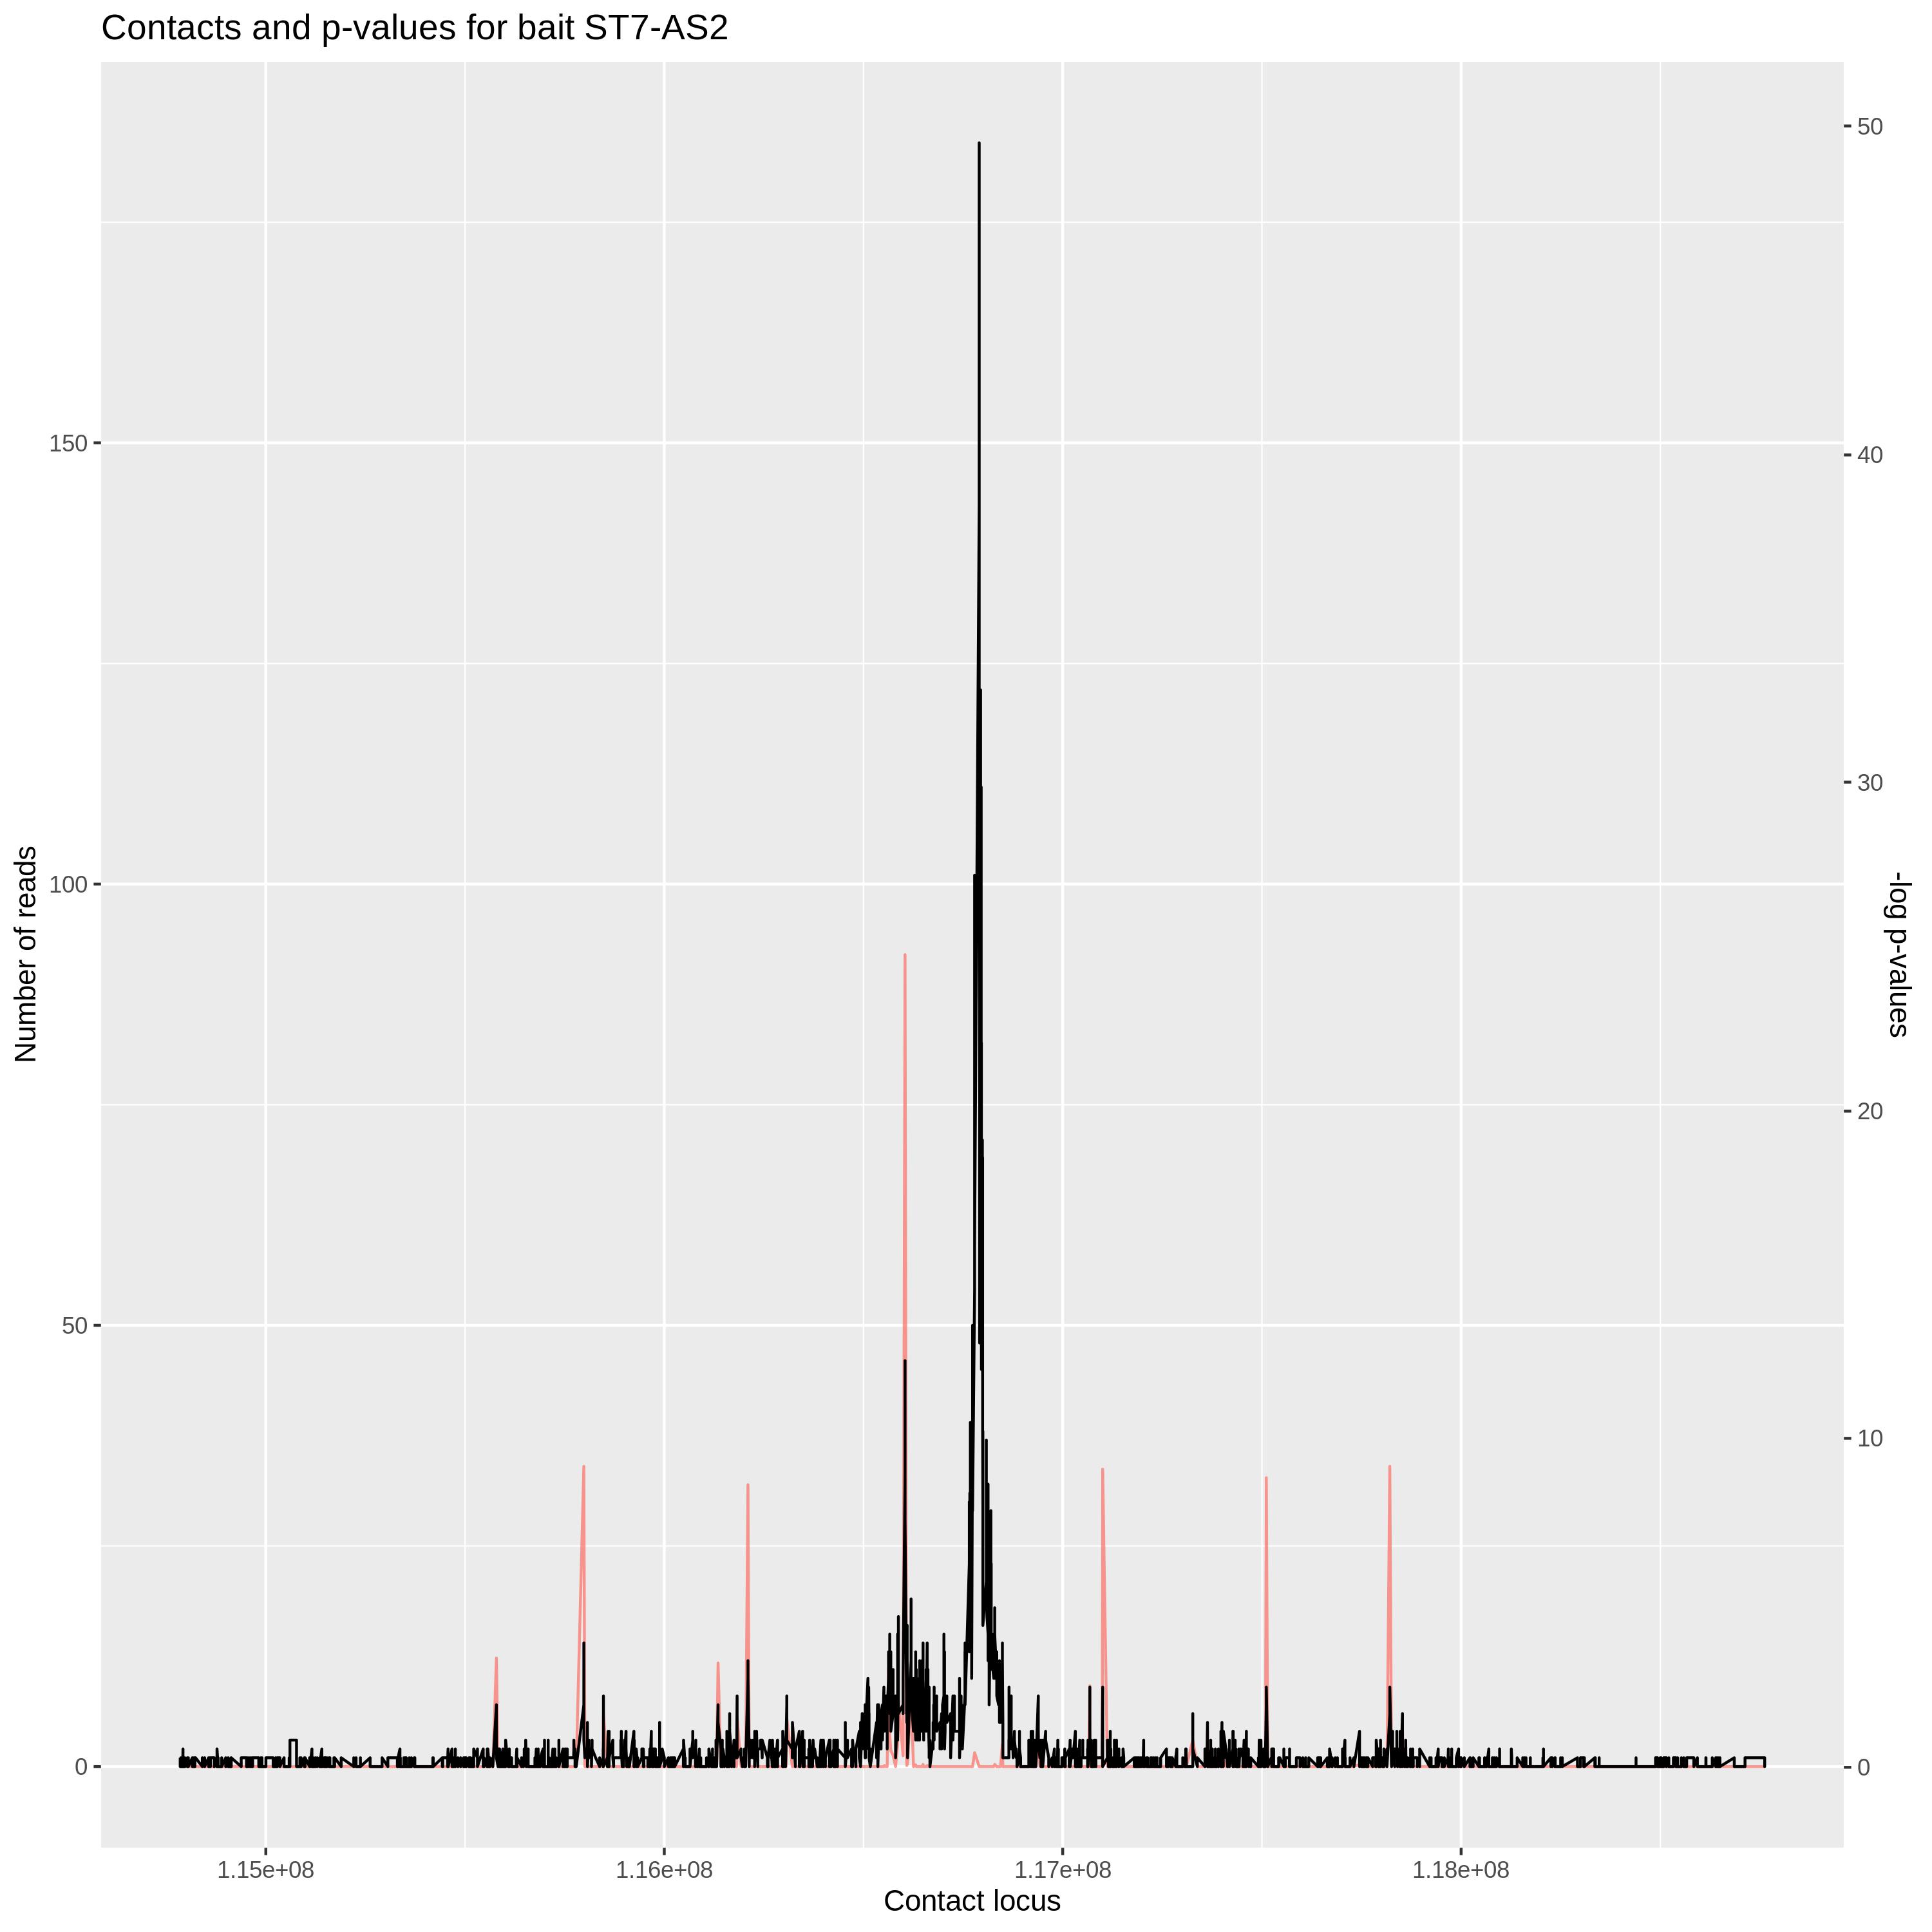 Contacts and p-values for bait ST7-AS2
50
150
40
30
100
20
50
10
0
0
Number of reads
-log p-values
1.15e+08
1.16e+08
1.17e+08
1.18e+08
Contact locus